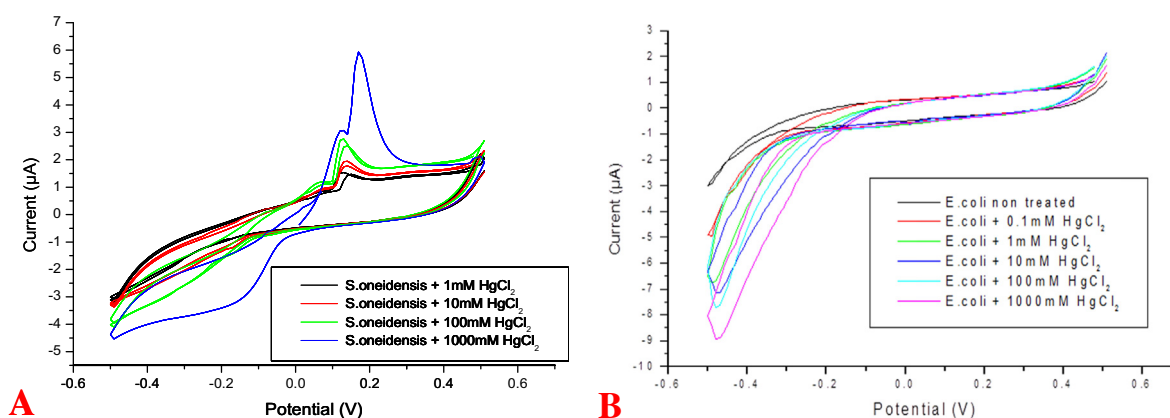 7
6
5
4
3
2
1
0
-1
-2
-3
-4
-5
-0.6 -0.4 -0.2 0.0 0.2 0.4 0.6
Current (µA)
Potential (V)
S.oneidensis + 1mM HgCl2
S.oneidensis + 10mM HgCl2
S.oneidensis + 100mM HgCl2
S.oneidensis + 1000mM HgCl2
A
3
2
1
0
-1
-2
-3
-4
-5
-6
-7
-8
-9
-10
-0.6 -0.4 -0.2 0.0 0.2 0.4 0.6
Current (µA)
Potential (V)
E.coli non treated
E.coli + 0.1mM HgCl2
E.coli + 1mM HgCl2
E.coli + 10mM HgCl2
E.coli + 100mM HgCl2
E.coli + 1000mM HgCl2
B